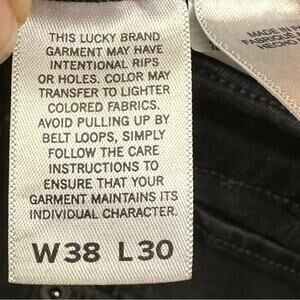 THIS LUCKY BRAND
GARMENT MAY HAVE
INTENTIONAL RIPS
OR HOLES. COLOR MAY
TRANSFER TO LIGHTER
COLORED FABRICS.
AVOID PULLING UP BY
BELT LOOPS, SIMPLY
FOLLOW THE CARE
INSTRUCTIONS TO
ENSURE THAT YOUR
GARMENT MAINTAINS ITS
INDIVIDUAL CHARACTER.
W38 L30
MADE IN
HECHO